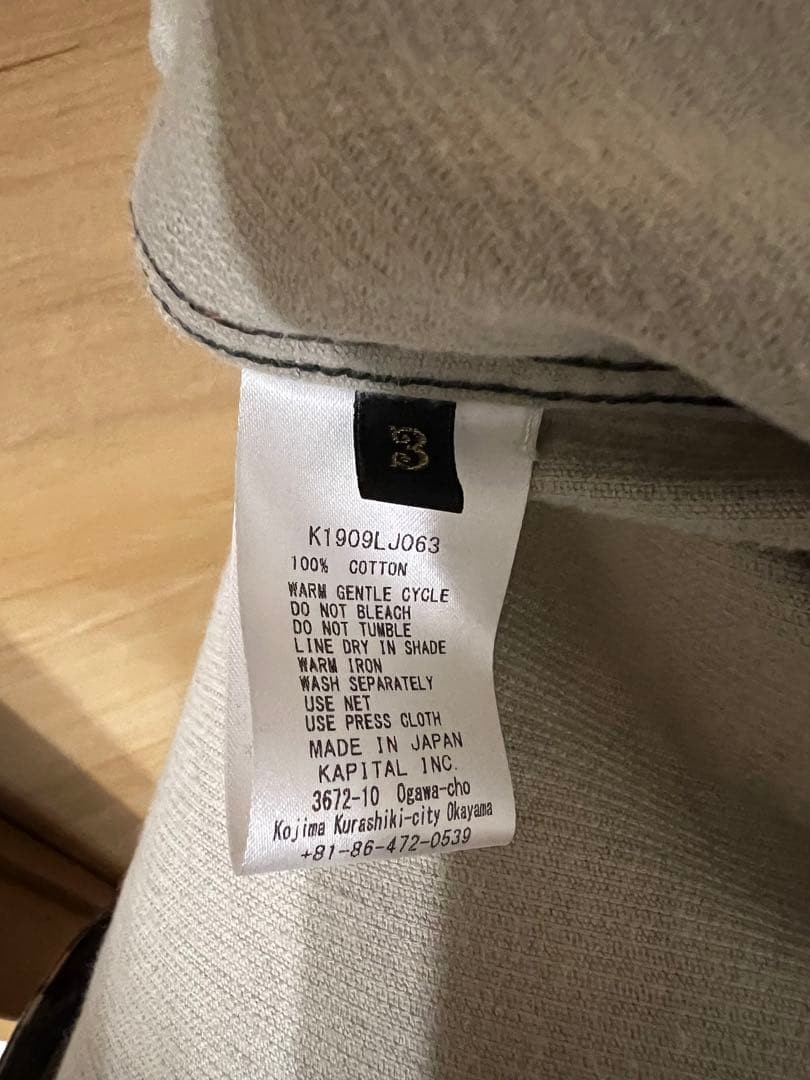 3
K1909LJ063
100% COTTON
WARM GENTLE CYCLE
DO NOT BLEACH
DO NOT TUMBLE
LINE DRY IN SHADE
WARM IRON
WASH SEPARATELY
USE NET
USE PRESS CLOTH
MADE IN JAPAN
KAPITAL INC.
3672-10 Ogawa-cho
Kojima Kurashiki-city Okayama
+81-86-472-0539